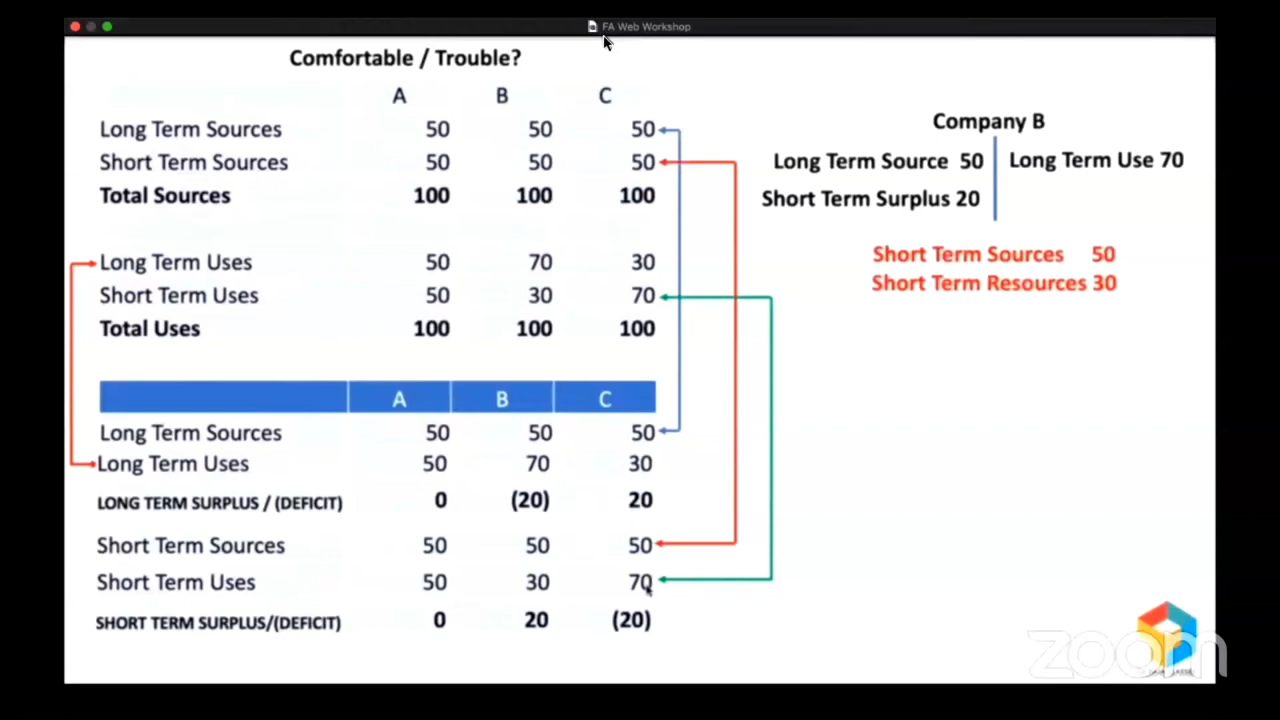 FA Web Workshop
Comfortable / Trouble?
A B C
Long Term Sources 50 50 50
Short Term Sources 50 50 50
Total Sources 100 100 100
Long Term Uses 50 70 30
Short Term Uses 50 30 70
Total Uses 100 100 100
A B C
Long Term Sources 50 50 50
Long Term Uses 50 70 30
LONG TERM SURPLUS / (DEFICIT) 0 (20) 20
Short Term Sources 50 50 50
Short Term Uses 50 30 70
SHORT TERM SURPLUS/(DEFICIT) 0 20 (20)
Company B
Long Term Source 50 Long Term Use 70
Short Term Surplus 20
Short Term Sources 50
Short Term Resources 30
zoom